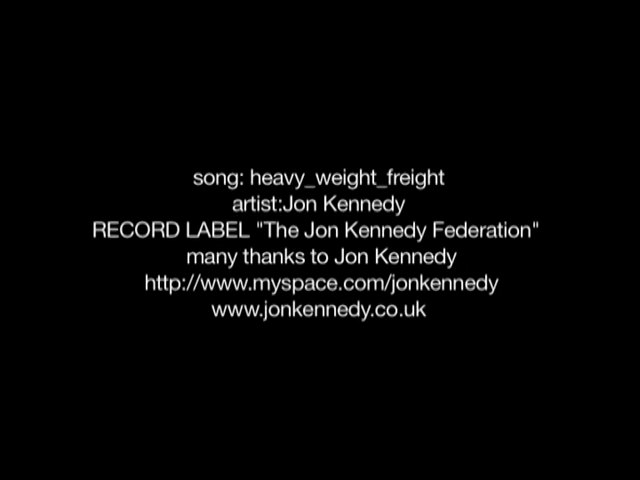 song: heavy_weight_freight
artist:Jon Kennedy
RECORD LABEL "The Jon Kennedy Federation"
many thanks to Jon Kennedy
http://www.myspace.com/jonkennedy
www.jonkennedy.co.uk